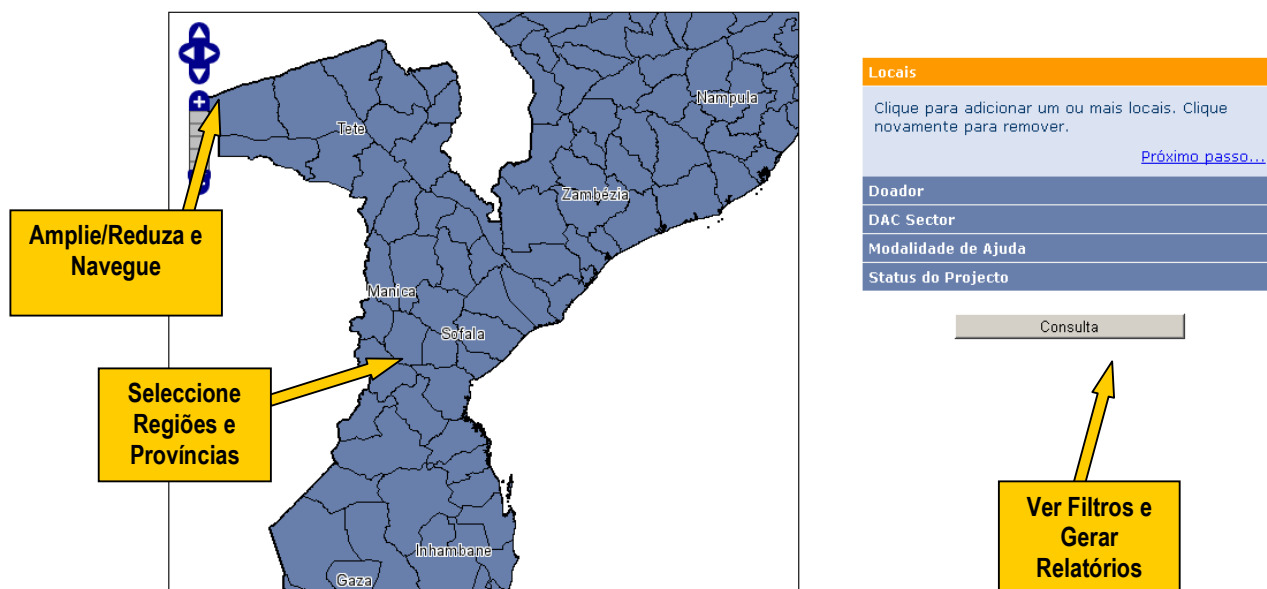 Nampula
Tete
Zambézia
Manica
Sofala
Inhambane
Gaza
Amplie/Reduza e
Navegue
Seleccione
Regiões e
Províncias
Locais
Clique para adicionar um ou mais locais. Clique
novamente para remover.
Próximo passo...
Doador
DAC Sector
Modalidade de Ajuda
Status do Projecto
Consulta
Ver Filtros e
Gerar
Relatórios